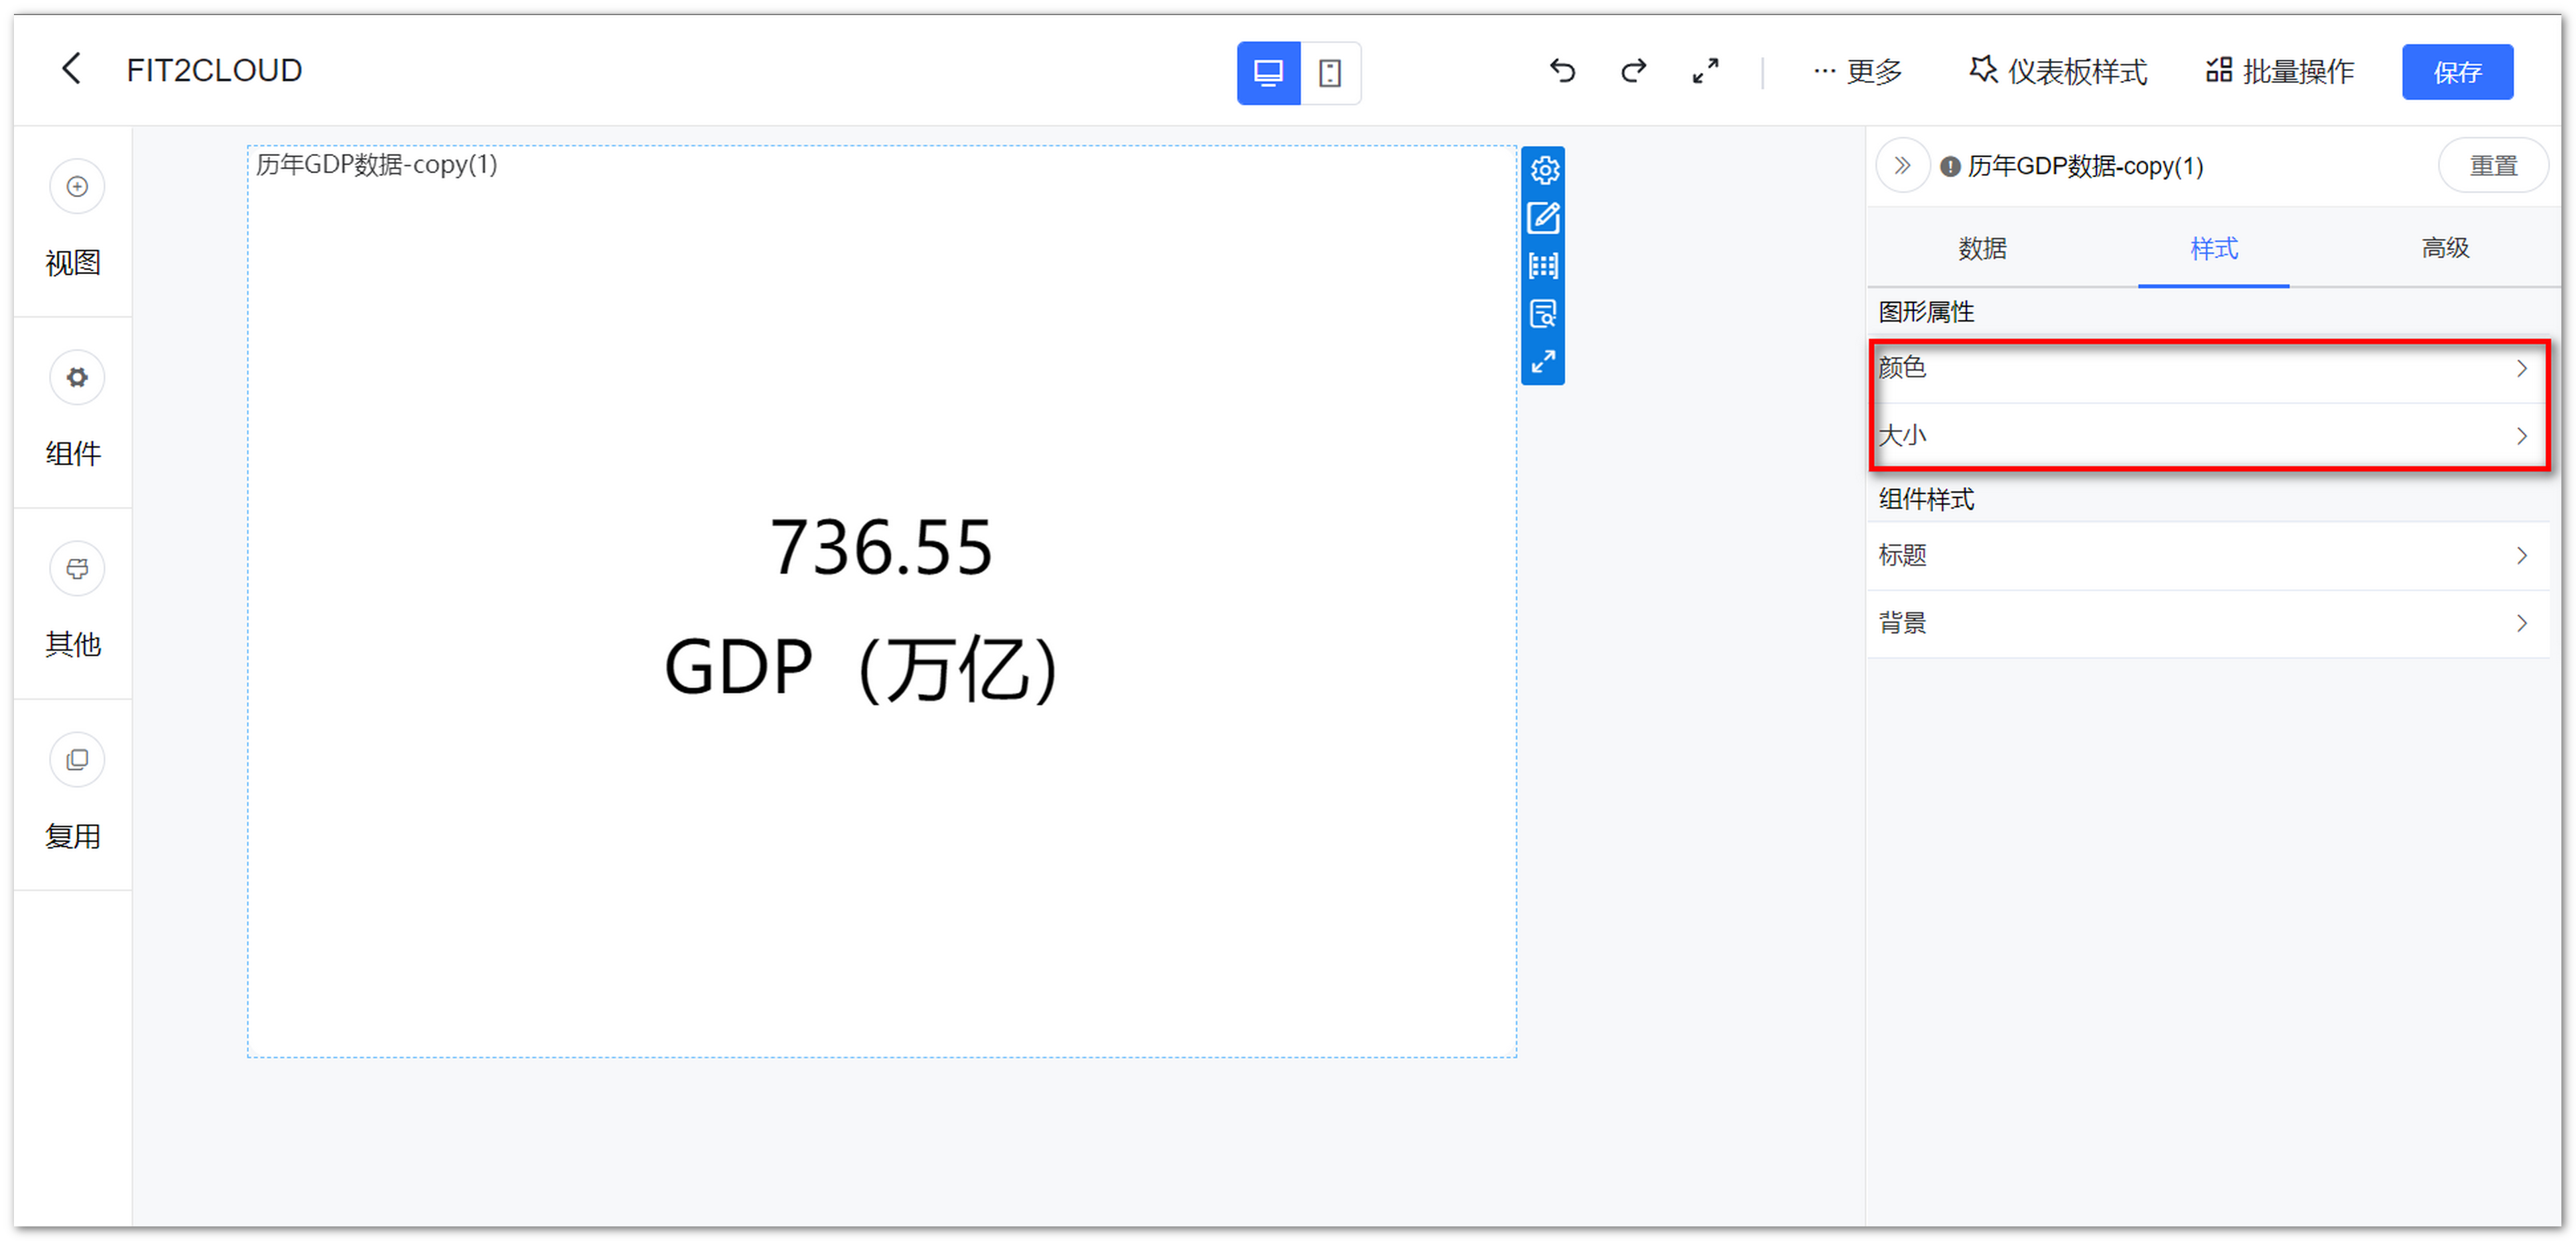 FIT2CLOUD
··· 更多
仪表板样式
批量操作
保存
视图
组件
其他
复用
历年GDP数据-copy(1)
736.55
GDP（万亿）
历年GDP数据-copy(1)
重置
数据
样式
高级
图形属性
颜色
大小
组件样式
标题
背景